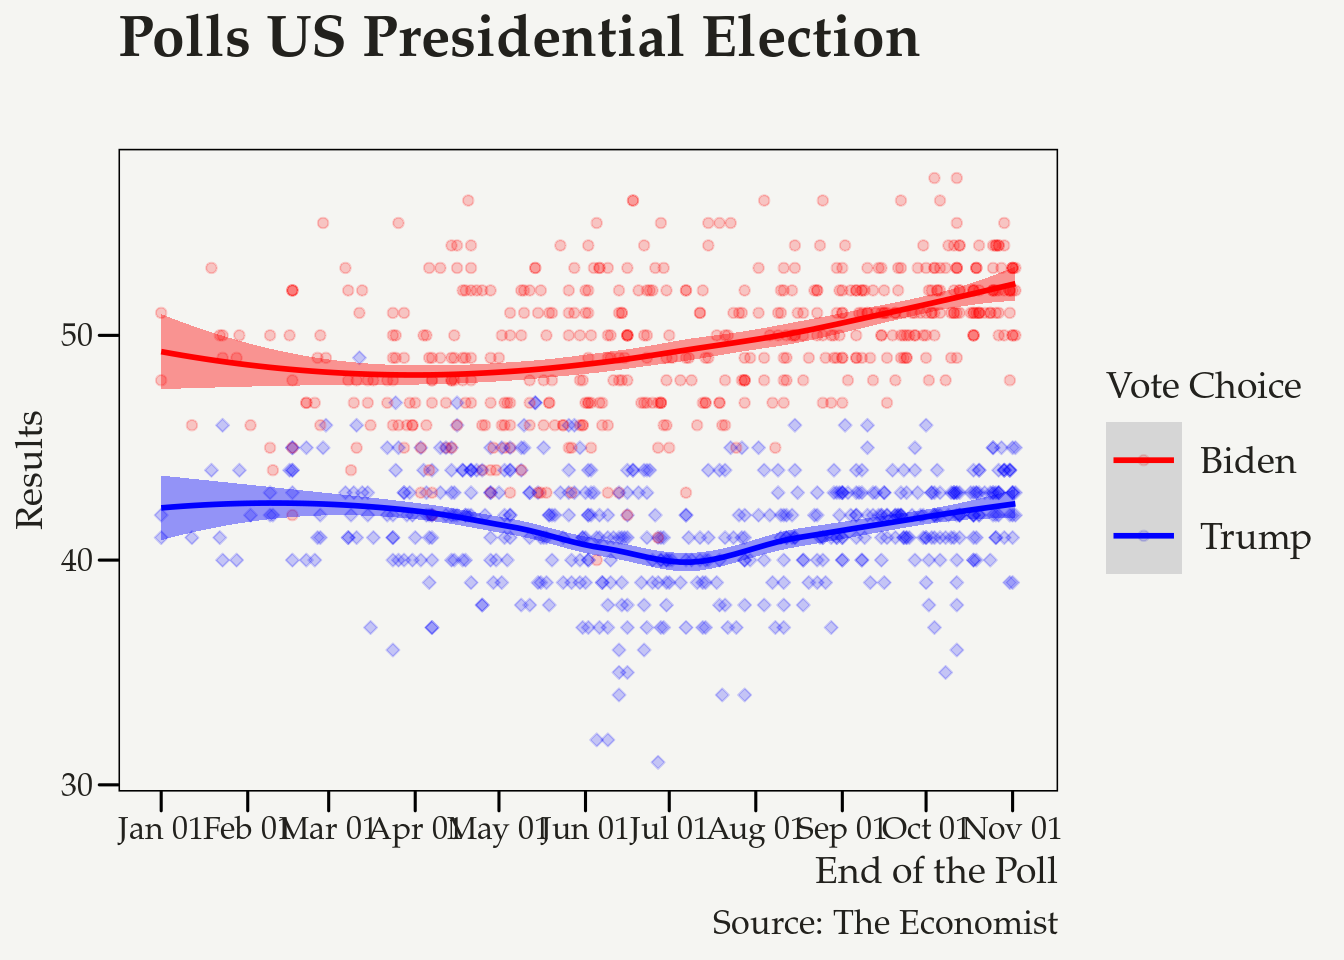 Polls US Presidential Election
Results
50
40
30
Jan 01 Feb 01 Mar 01 Apr 01 May 01 Jun 01 Jul 01 Aug 01 Sep 01 Oct 01 Nov 01
End of the Poll
Source: The Economist
Vote Choice
Biden
Trump